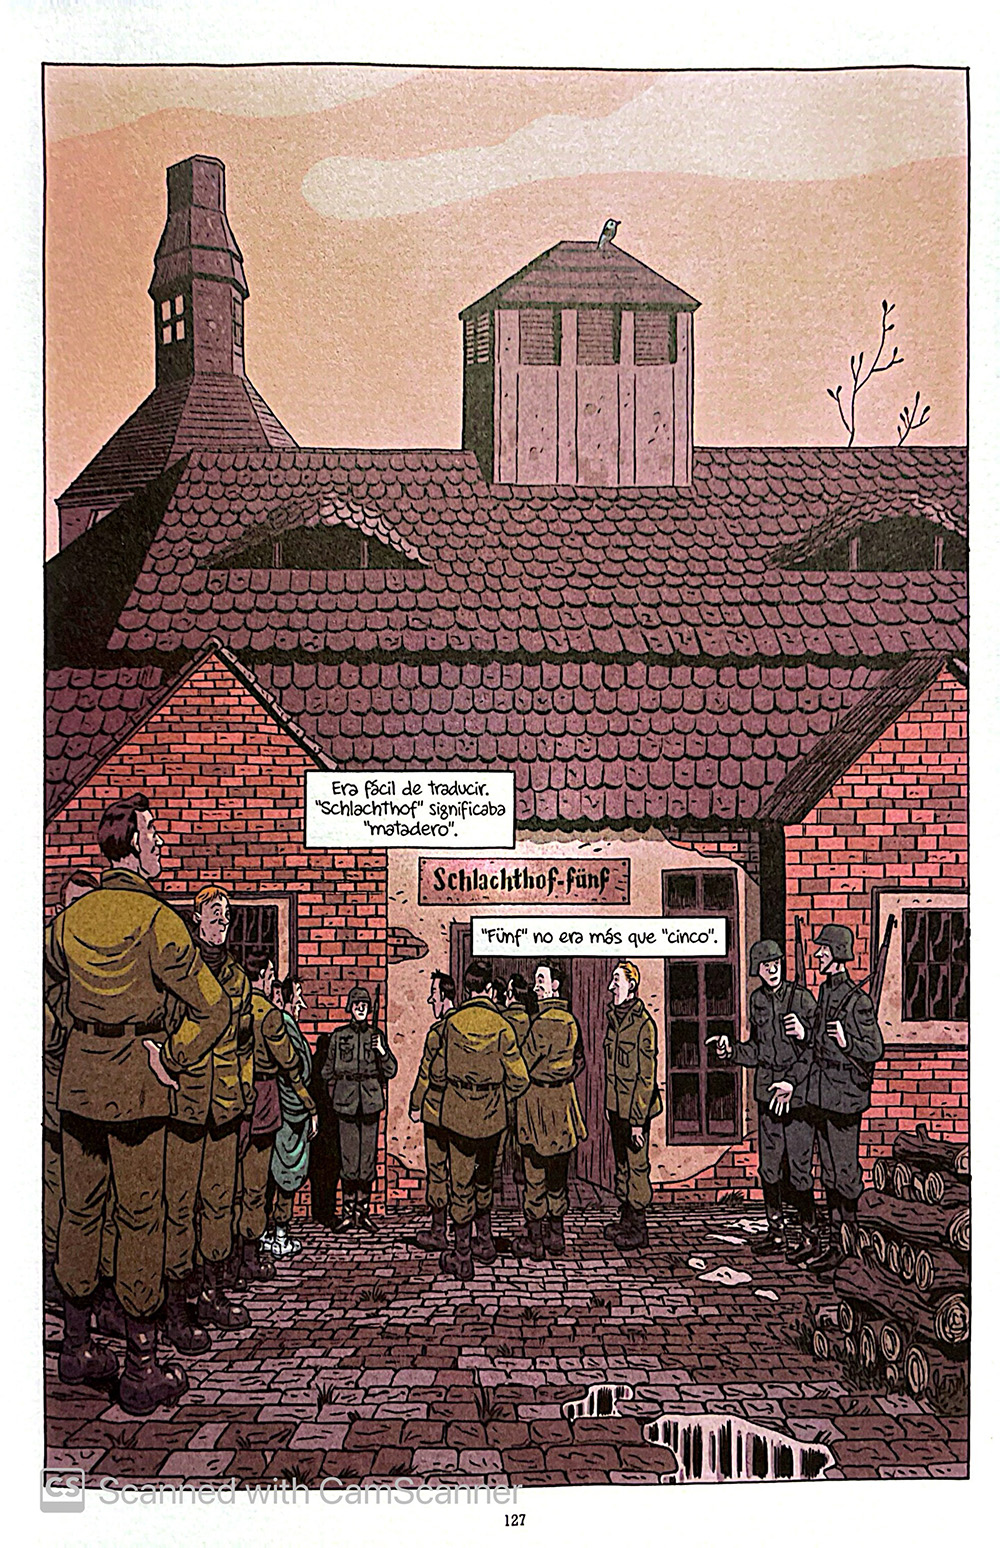 Era fácil de traducir.
"Schlachthof" significaba
"matadero".
Schlachthof-fünf
"Fünf" no era más que "cinco".
CS Scanned with CamScanner
127